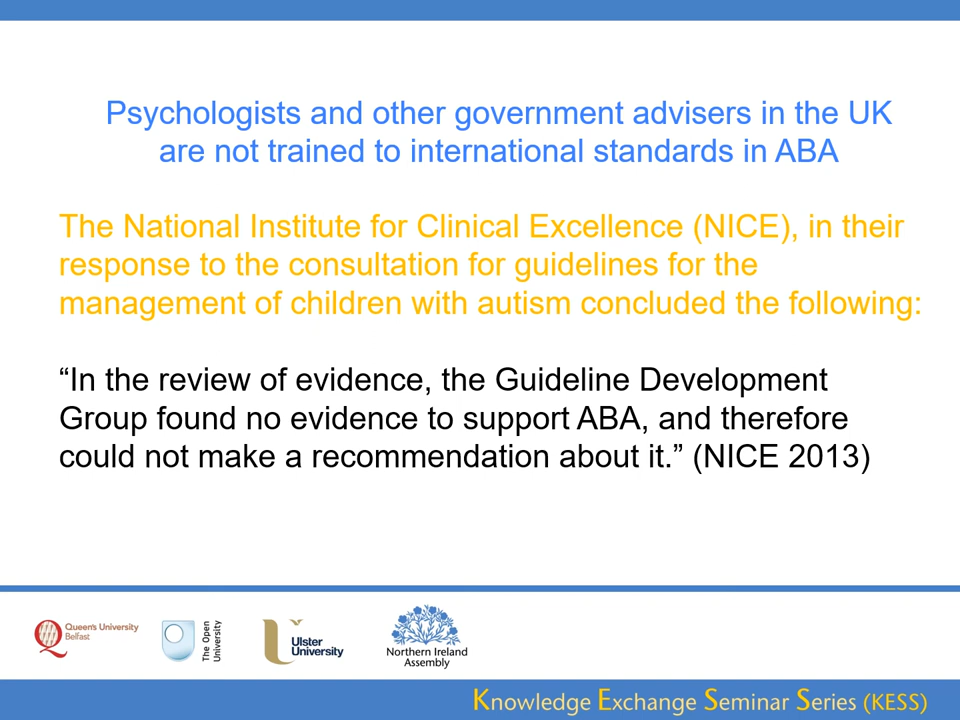 Psychologists and other government advisers in the UK
are not trained to international standards in ABA
The National Institute for Clinical Excellence (NICE), in their
response to the consultation for guidelines for the
management of children with autism concluded the following:
“In the review of evidence, the Guideline Development
Group found no evidence to support ABA, and therefore
could not make a recommendation about it.” (NICE 2013)
Queen's University
Belfast
The Open
University
Ulster
University
Northern Ireland
Assembly
Knowledge Exchange Seminar Series (KESS)